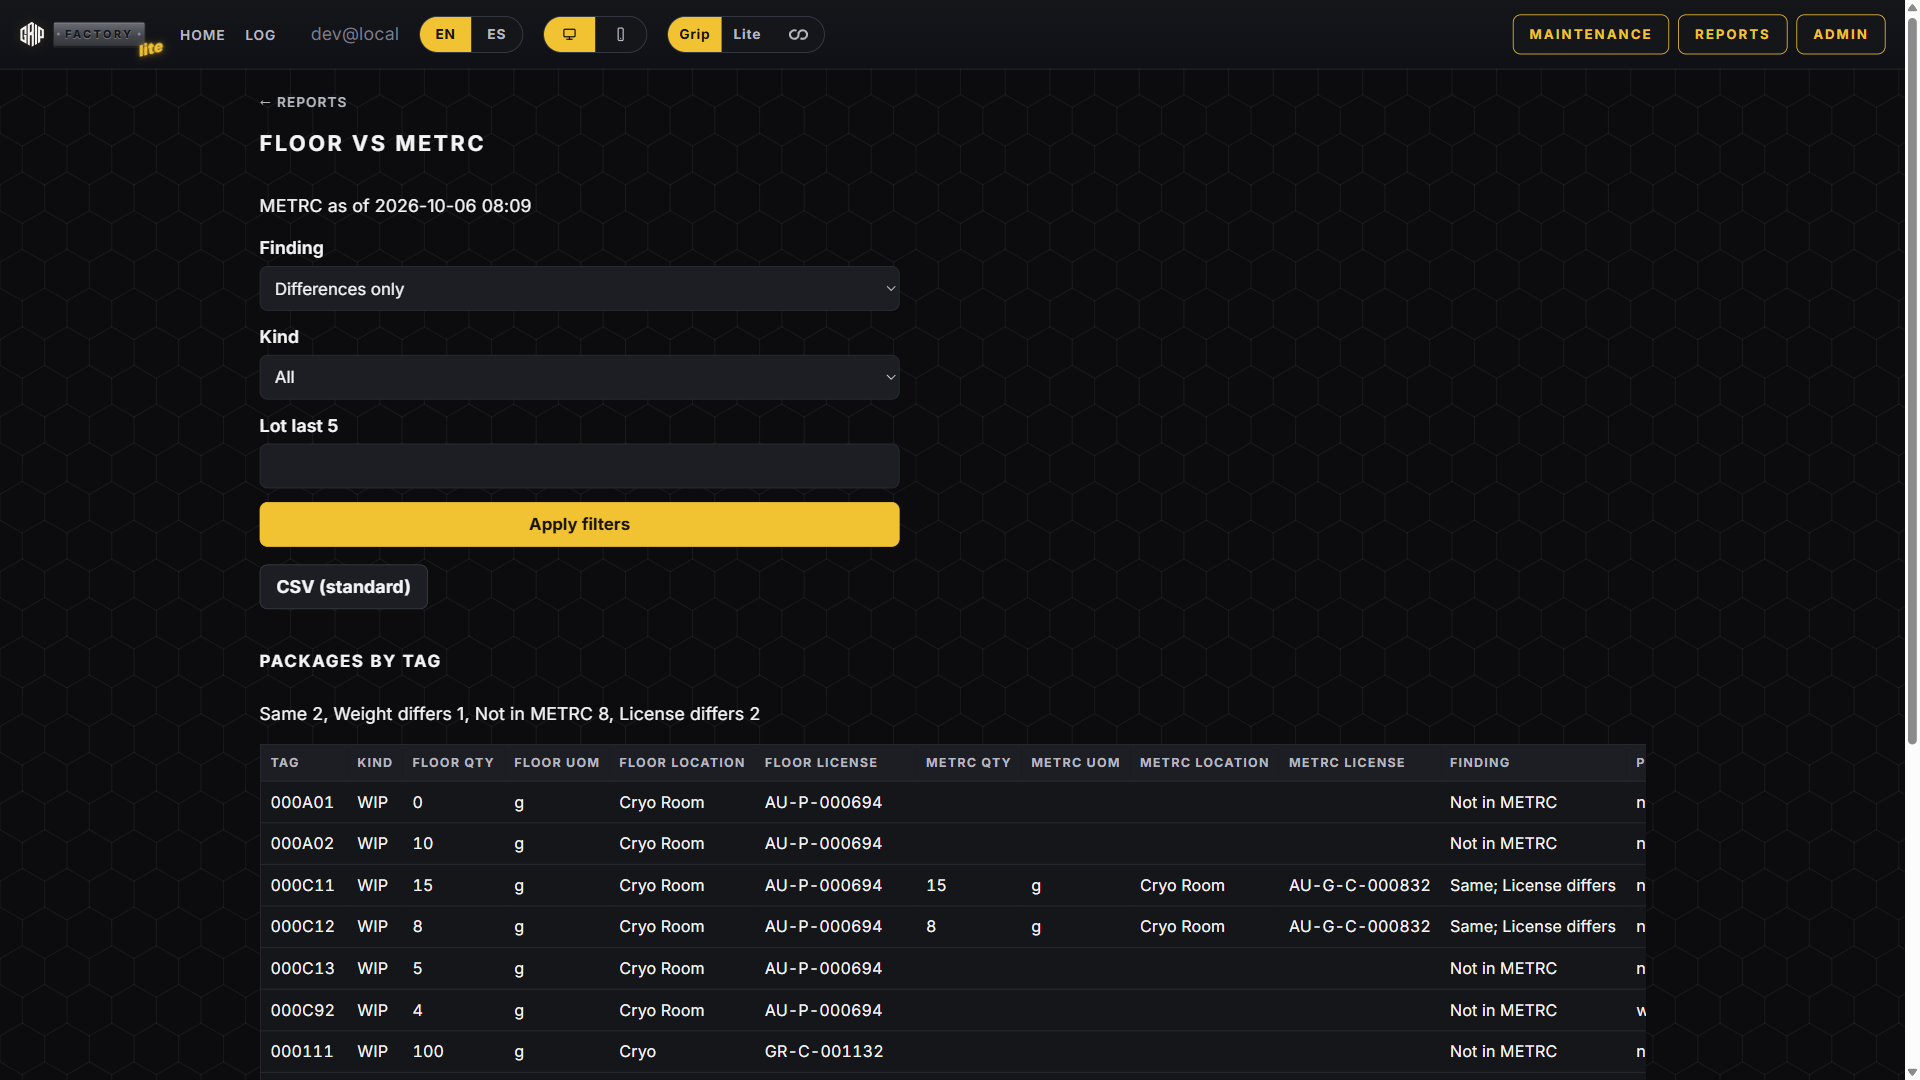 GRIP · FACTORY · lite HOME LOG dev@local EN ES Grip Lite MAINTENANCE REPORTS ADMIN
← REPORTS
FLOOR VS METRC
METRC as of 2026-10-06 08:09
Finding
Differences only
Kind
All
Lot last 5
Apply filters
CSV (standard)
PACKAGES BY TAG
Same 2, Weight differs 1, Not in METRC 8, License differs 2
TAG KIND FLOOR QTY FLOOR UOM FLOOR LOCATION FLOOR LICENSE METRC QTY METRC UOM METRC LOCATION METRC LICENSE FINDING P
000A01 WIP 0 g Cryo Room AU-P-000694 Not in METRC n
000A02 WIP 10 g Cryo Room AU-P-000694 Not in METRC n
000C11 WIP 15 g Cryo Room AU-P-000694 15 g Cryo Room AU-G-C-000832 Same; License differs n
000C12 WIP 8 g Cryo Room AU-P-000694 8 g Cryo Room AU-G-C-000832 Same; License differs n
000C13 WIP 5 g Cryo Room AU-P-000694 Not in METRC n
000C92 WIP 4 g Cryo Room AU-P-000694 Not in METRC w
000111 WIP 100 g Cryo GR-C-001132 Not in METRC n